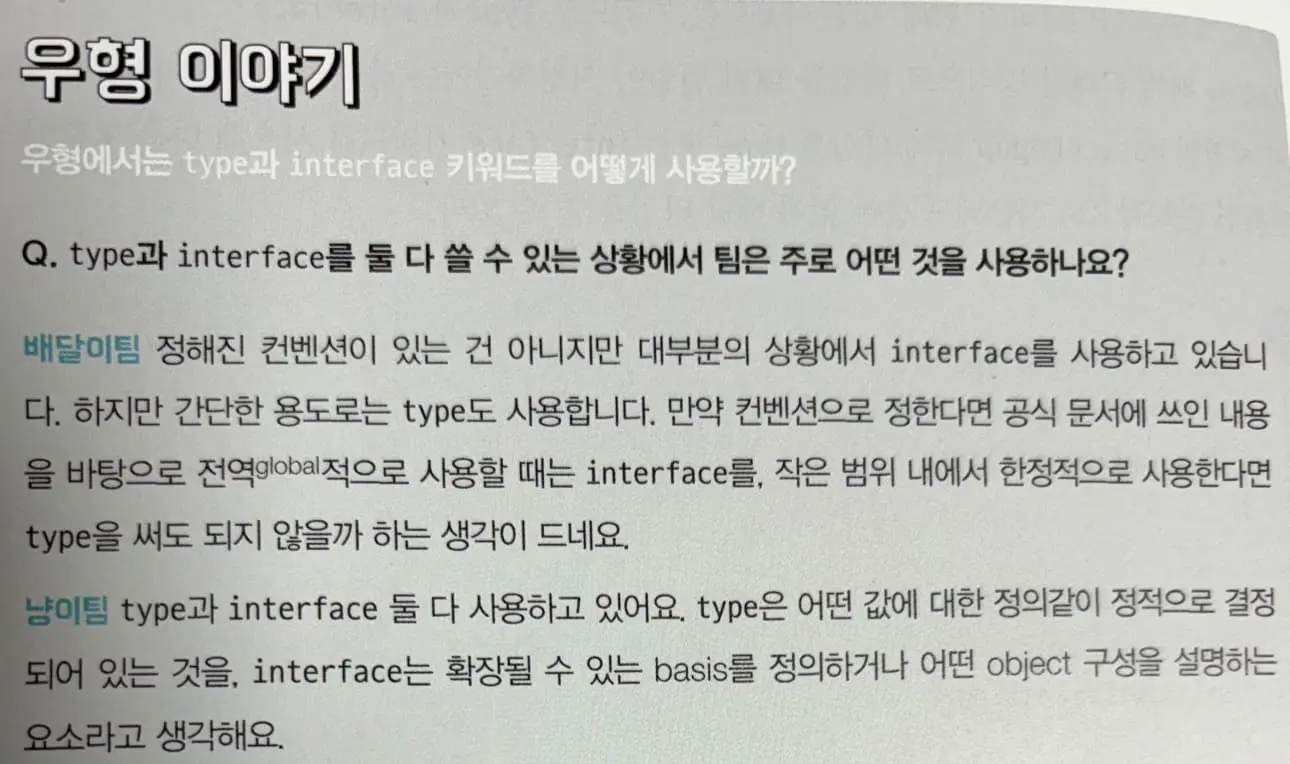 우형 이야기
우형에서는 type과 interface 키워드를 어떻게 사용할까?
Q. type과 interface를 둘 다 쓸 수 있는 상황에서 팀은 주로 어떤 것을 사용하나요?
배달이팀 정해진 컨벤션이 있는 건 아니지만 대부분의 상황에서 interface를 사용하고 있습니
다. 하지만 간단한 용도로는 type도 사용합니다. 만약 컨벤션으로 정한다면 공식 문서에 쓰인 내용
을 바탕으로 전역global적으로 사용할 때는 interface를, 작은 범위 내에서 한정적으로 사용한다면
type을 써도 되지 않을까 하는 생각이 드네요.
냥이팀 type과 interface 둘 다 사용하고 있어요. type은 어떤 값에 대한 정의같이 정적으로 결정
되어 있는 것을, interface는 확장될 수 있는 basis를 정의하거나 어떤 object 구성을 설명하는
요소라고 생각해요.